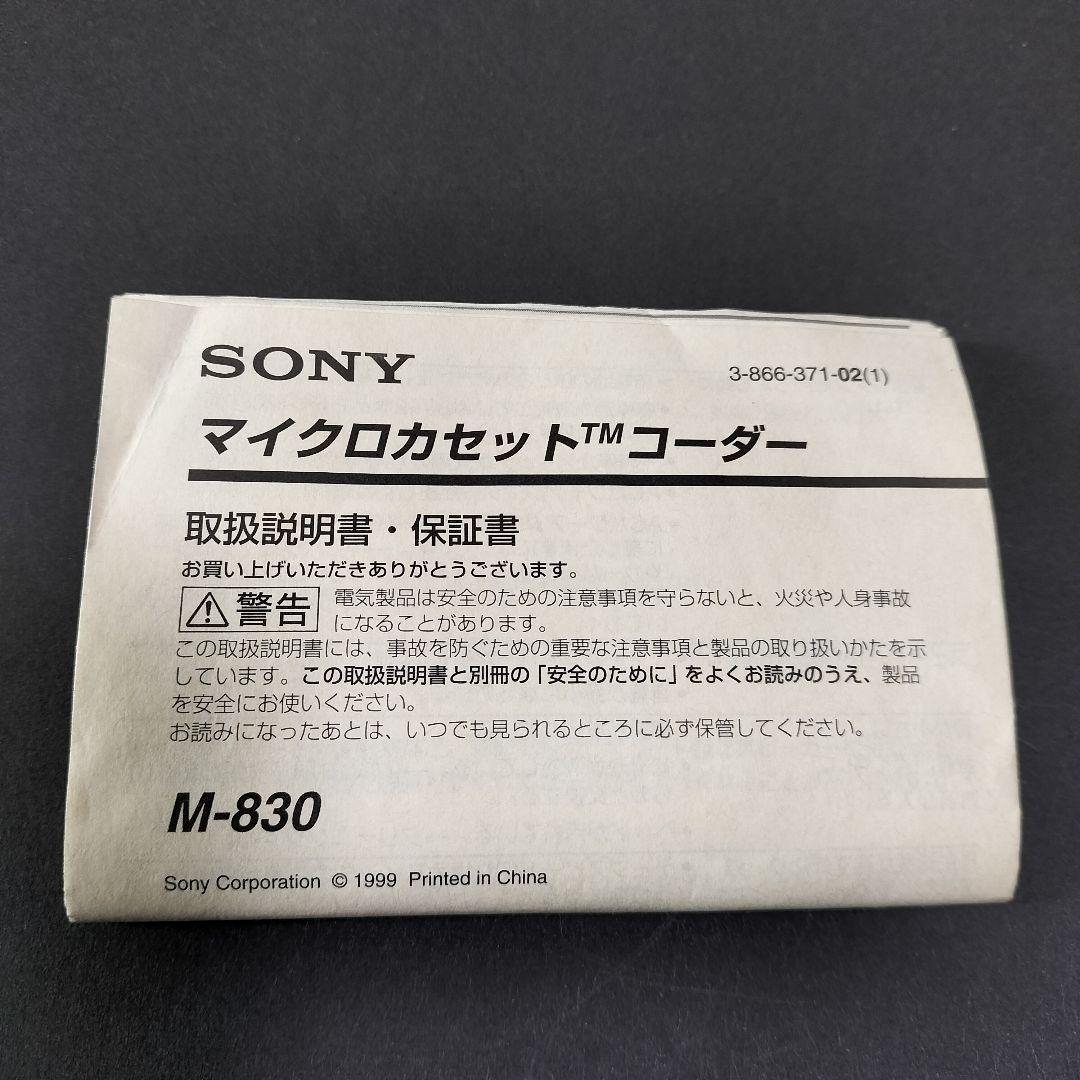 SONY
3-866-371-02(1)
マイクロカセット™コーダー
取扱説明書・保証書
お買い上げいただきありがとうございます。
警告
電気製品は安全のための注意事項を守らないと、火災や人身事故
になることがあります。
この取扱説明書には、事故を防ぐための重要な注意事項と製品の取り扱いかたを示
しています。この取扱説明書と別冊の「安全のために」をよくお読みのうえ、製品
を安全にお使いください。
お読みになったあとは、いつでも見られるところに必ず保管してください。
M-830
Sony Corporation © 1999 Printed in China